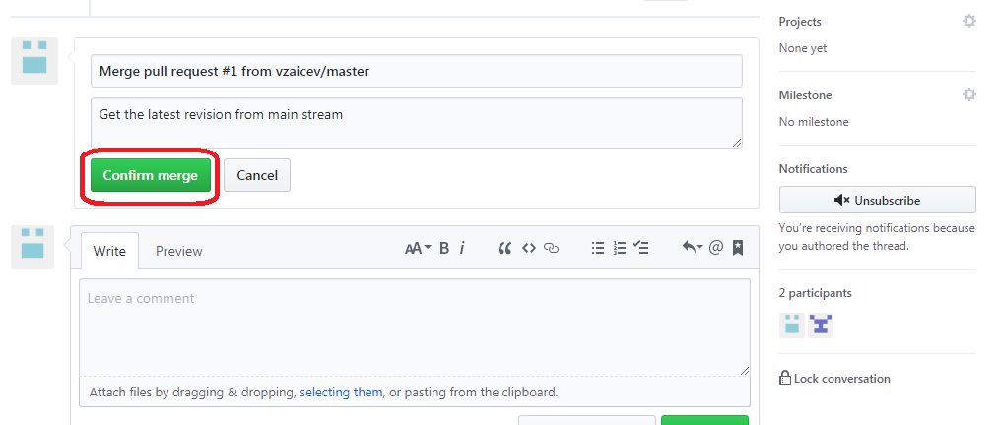 Merge pull request #1 from vzaicev/master
Get the latest revision from main stream
Confirm merge
Cancel
Write
Preview
AA
B
i
@
Leave a comment
Attach files by dragging & dropping, selecting them, or pasting from the clipboard.
Projects
None yet
Milestone
No milestone
Notifications
Unsubscribe
You're receiving notifications because
you authored the thread.
2 participants
Lock conversation